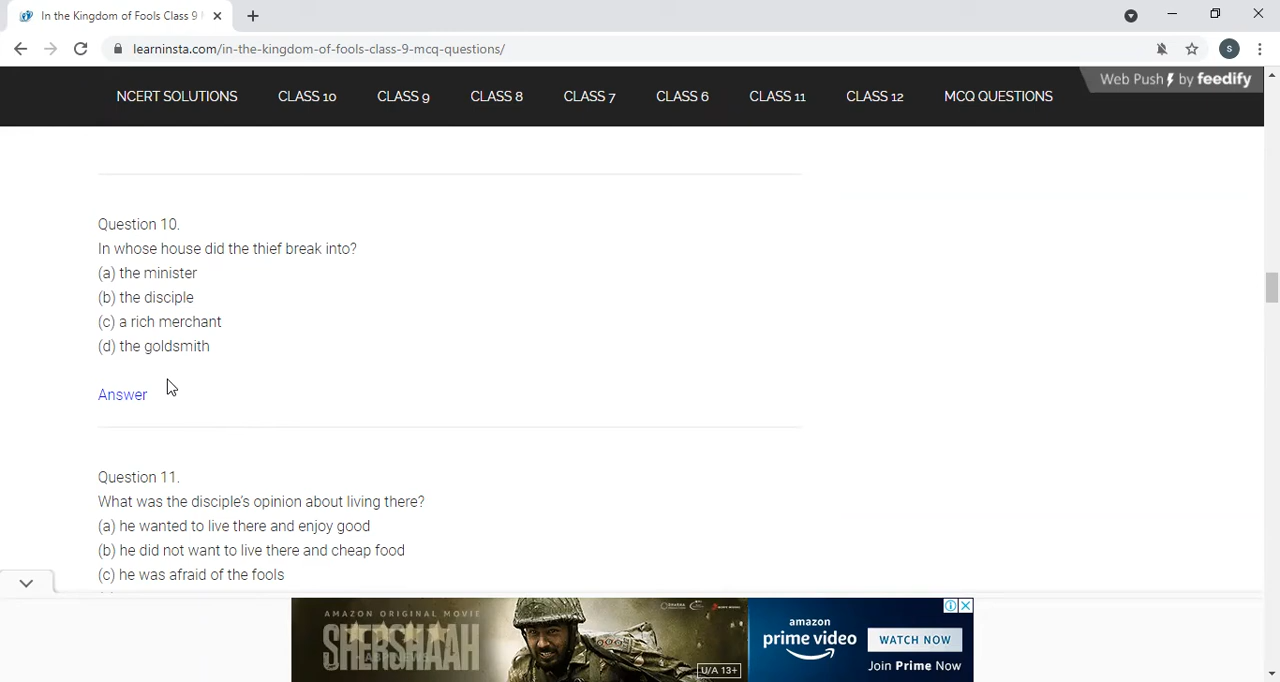 In the Kingdom of Fools Class 9
learninsta.com/in-the-kingdom-of-fools-class-9-mcq-questions/
S
Web Push by feedify
NCERT SOLUTIONS CLASS 10 CLASS 9 CLASS 8 CLASS 7 CLASS 6 CLASS 11 CLASS 12 MCQ QUESTIONS
Question 10.
In whose house did the thief break into?
(a) the minister
(b) the disciple
(c) a rich merchant
(d) the goldsmith
Answer
Question 11.
What was the disciple's opinion about living there?
(a) he wanted to live there and enjoy good
(b) he did not want to live there and cheap food
(c) he was afraid of the fools
AMAZON ORIGINAL MOVIE
SHERSHAAH
U/A 13+
amazon
prime video
WATCH NOW
Join Prime Now